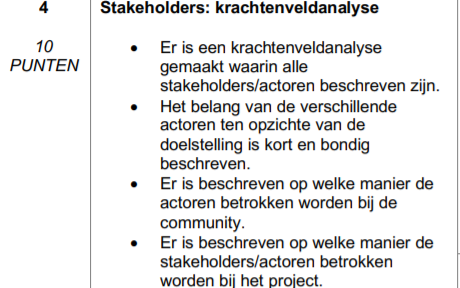 4 Stakeholders: krachtenveldanalyse
10
PUNTEN
• Er is een krachtenveldanalyse
gemaakt waarin alle
stakeholders/actoren beschreven zijn.
• Het belang van de verschillende
actoren ten opzichte van de
doelstelling is kort en bondig
beschreven.
• Er is beschreven op welke manier de
actoren betrokken worden bij de
community.
• Er is beschreven op welke manier de
stakeholders/actoren betrokken
worden bij het project.